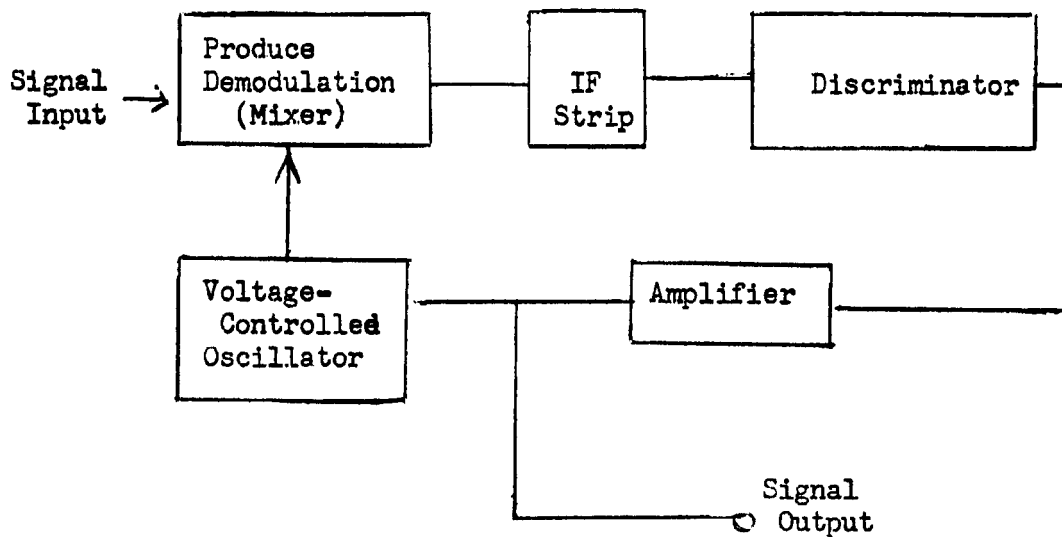 Signal
Input
Produce
Demodulation
(Mixer)
IF
Strip
Discriminator
Voltage-
Controlled
Oscillator
Amplifier
Signal
Output